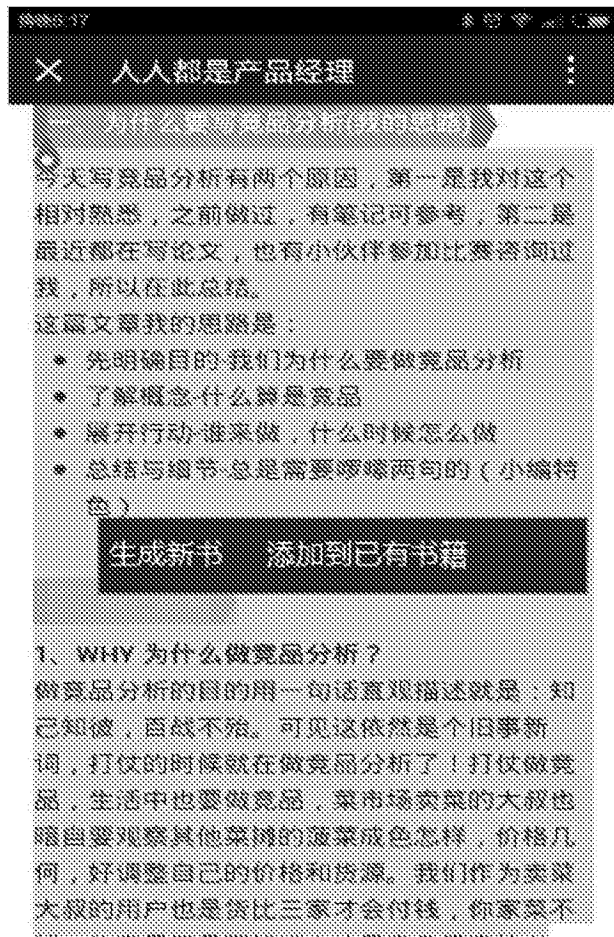 人人都是产品经理
一、为什么要写竞品分析(我的思路)
今天写竞品分析有两个原因，第一是我对这个
相对熟悉，之前做过，有笔记可参考，第二是
最近都在写论文，也有小伙伴参加比赛咨询过
我，所以在此总结。
这篇文章我的思路是：
先明确目的-我们为什么要做竞品分析
了解概念-什么算是竞品
展开行动-谁来做，什么时候怎么做
总结与细节-总是需要啰嗦两句的（小编特
色）
生成新书 添加到已有书籍
1、WHY 为什么做竞品分析？
做竞品分析的目的用一句话直观描述就是：知
己知彼，百战不殆。可见这依然是个旧事新
词，打仗的时候就在做竞品分析了！打仗做竞
品，生活中也要做竞品，菜市场卖菜的大叔也
暗自要观察其他菜摊的菠菜成色怎样，价格几
何，好调整自己的价格和货源。我们作为卖菜
大叔的用户也是货比三家才会付钱，你家菜不